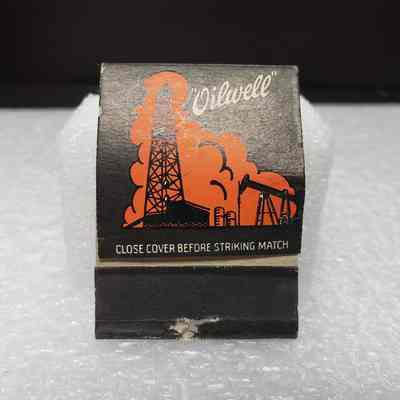 "Oilwell"
CLOSE COVER BEFORE STRIKING MATCH